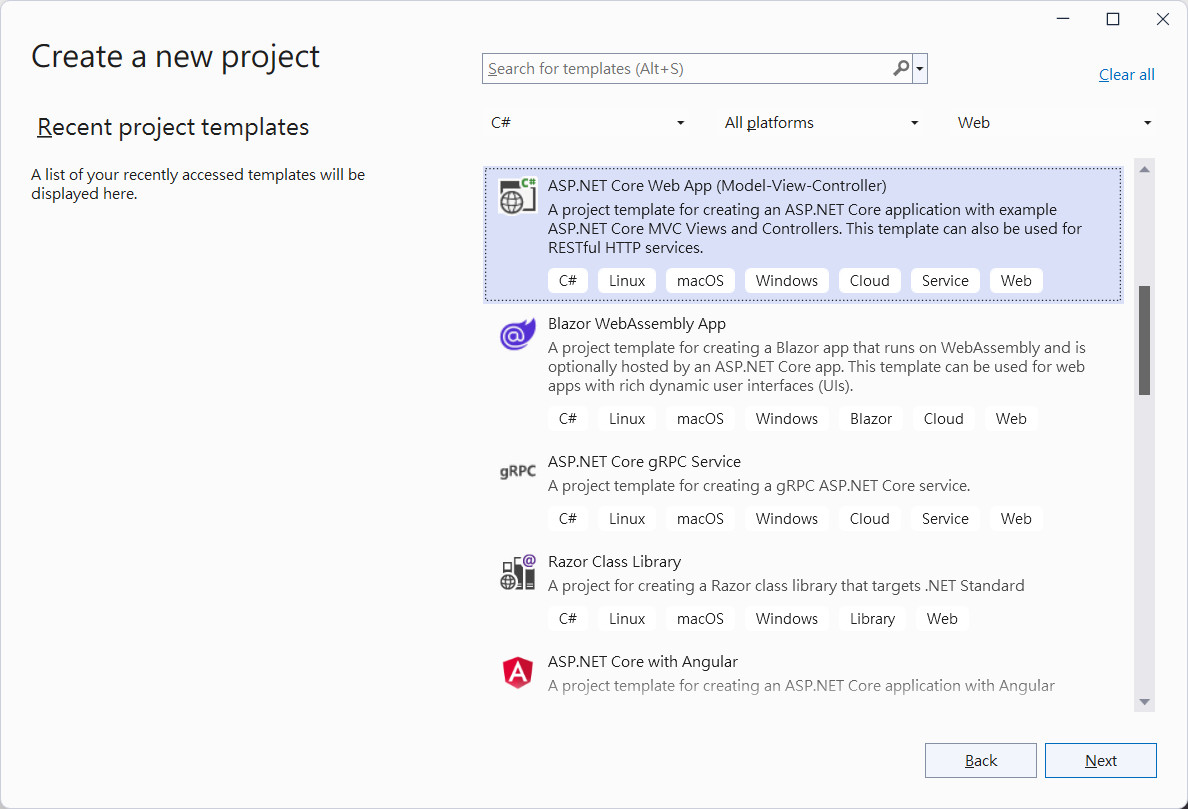 Create a new project
Search for templates (Alt+S)
Clear all
Recent project templates
A list of your recently accessed templates will be
displayed here.
C# All platforms Web
C#
ASP.NET Core Web App (Model-View-Controller)
A project template for creating an ASP.NET Core application with example
ASP.NET Core MVC Views and Controllers. This template can also be used for
RESTful HTTP services.
C# Linux macOS Windows Cloud Service Web
@
Blazor WebAssembly App
A project template for creating a Blazor app that runs on WebAssembly and is
optionally hosted by an ASP.NET Core app. This template can be used for web
apps with rich dynamic user interfaces (UIs).
C# Linux macOS Windows Blazor Cloud Web
gRPC
ASP.NET Core gRPC Service
A project template for creating a gRPC ASP.NET Core service.
C# Linux macOS Windows Cloud Service Web
@
Razor Class Library
A project for creating a Razor class library that targets .NET Standard
C# Linux macOS Windows Library Web
A
ASP.NET Core with Angular
A project template for creating an ASP.NET Core application with Angular
Back Next